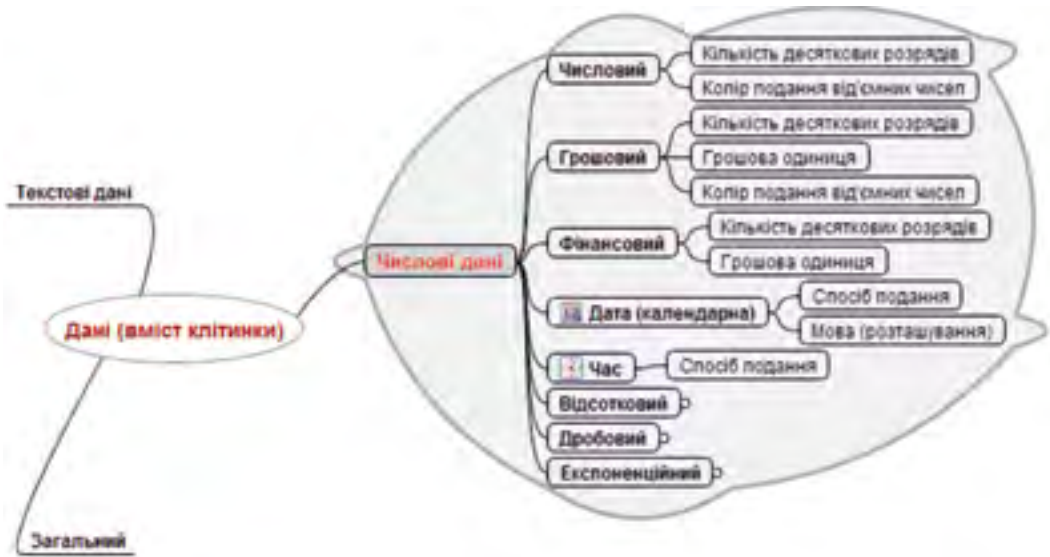 Текстові дані
Дані (вміст клітинки)
Загальний
Числові дані
Числовий
Кількість десяткових розрядів
Колір подання від'ємних чисел
Грошовий
Кількість десяткових розрядів
Грошова одиниця
Колір подання від'ємних чисел
Фінансовий
Кількість десяткових розрядів
Грошова одиниця
Дата (календарна)
Спосіб подання
Мова (розташування)
Час
Спосіб подання
Відсотковий
Дробовий
Експоненційний